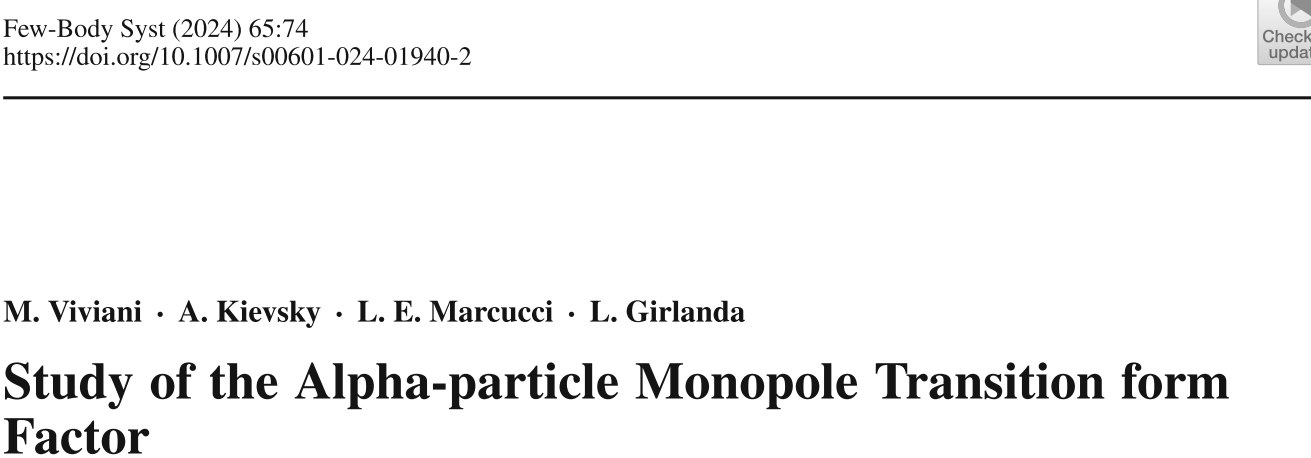 Few-Body Syst (2024) 65:74
https://doi.org/10.1007/s00601-024-01940-2
Check
M. Viviani · A. Kievsky · L. E. Marcucci · L. Girlanda
Study of the Alpha-particle Monopole Transition form
Factor